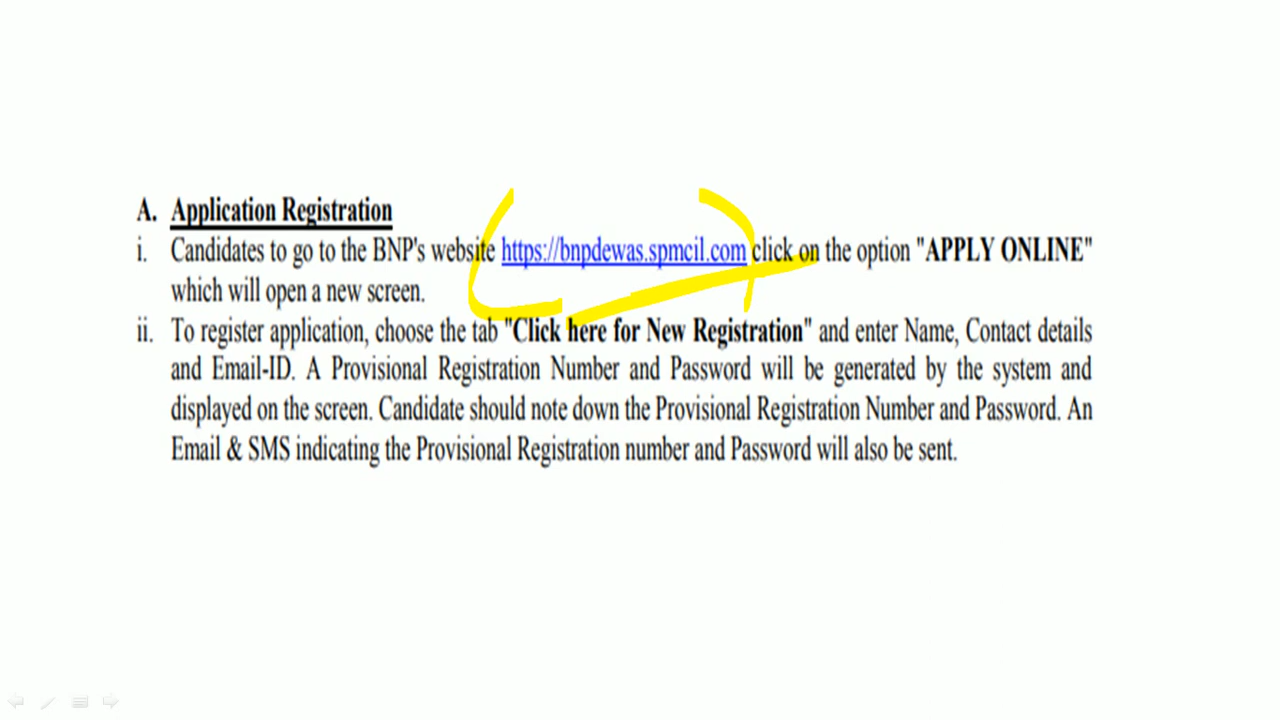 A. Application Registration
i. Candidates to go to the BNP's website https://bnpdewas.spmcil.com click on the option "APPLY ONLINE"
which will open a new screen.
ii. To register application, choose the tab "Click here for New Registration" and enter Name, Contact details
and Email-ID. A Provisional Registration Number and Password will be generated by the system and
displayed on the screen. Candidate should note down the Provisional Registration Number and Password. An
Email & SMS indicating the Provisional Registration number and Password will also be sent.